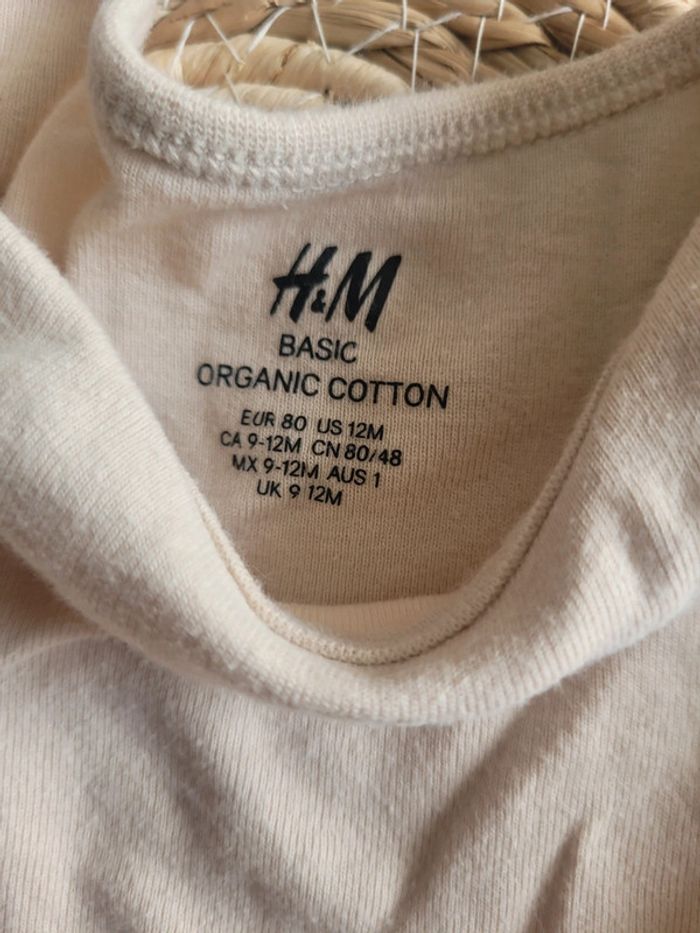 H&M
BASIC
ORGANIC COTTON
EUR 80 US 12M
CA 9-12M CN 80/48
MX 9-12M AUS 1
UK 9 12M